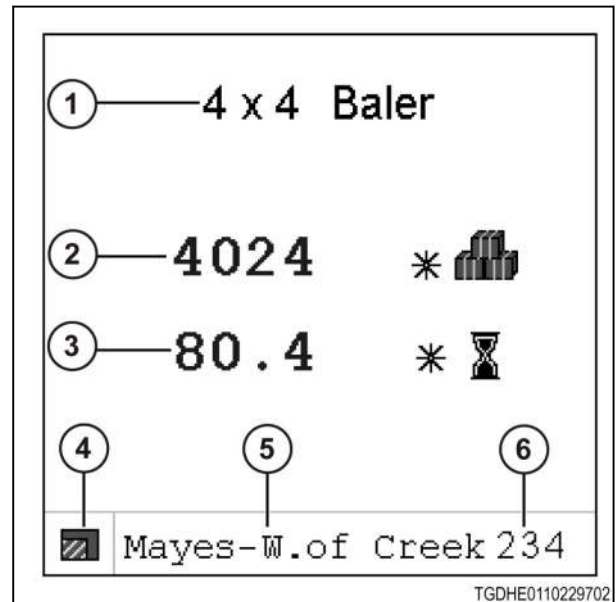 1 4 x 4 Baler
2 4024 *
3 80.4 *
4 5 6
Mayes-W.of Creek 234
TGDHE0110229702